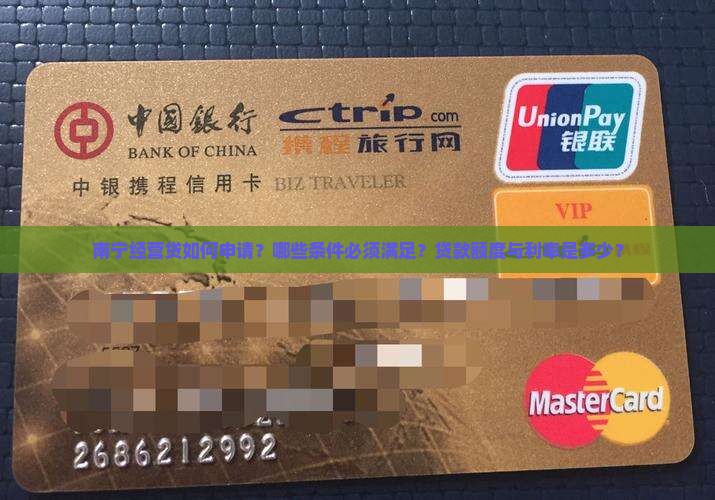 中國銀行
BANK OF CHINA
ctrip.com
携程旅行网
UnionPay
银联
中银携程信用卡 BIZ TRAVELER
VIP
南宁经营贷如何申请？哪些条件必须满足？贷款额度与利率是多少？
MasterCard
2686212992